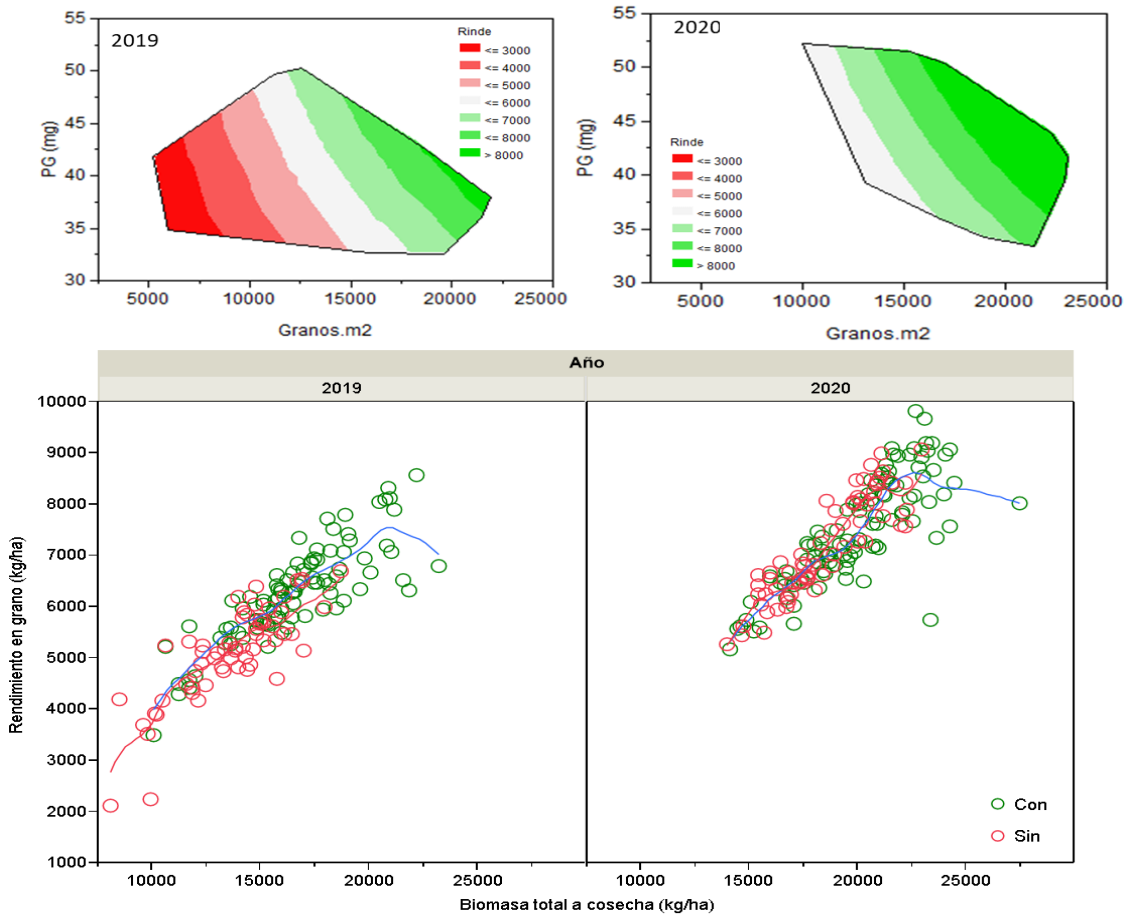 2019
Rinde
<= 3000
<= 4000
<= 5000
<= 6000
<= 7000
<= 8000
> 8000
55
50
45
40
35
30
PG (mg)
5000 10000 15000 20000 25000
Granos.m2
2020
Rinde
<= 3000
<= 4000
<= 5000
<= 6000
<= 7000
<= 8000
> 8000
55
50
45
40
35
30
PG (mg)
5000 10000 15000 20000 25000
Granos.m2
Año
2019 2020
10000
9000
8000
7000
6000
5000
4000
3000
2000
1000
Rendimiento en grano (kg/ha)
Con
Sin
10000 15000 20000 25000 10000 15000 20000 25000
Biomasa total a cosecha (kg/ha)